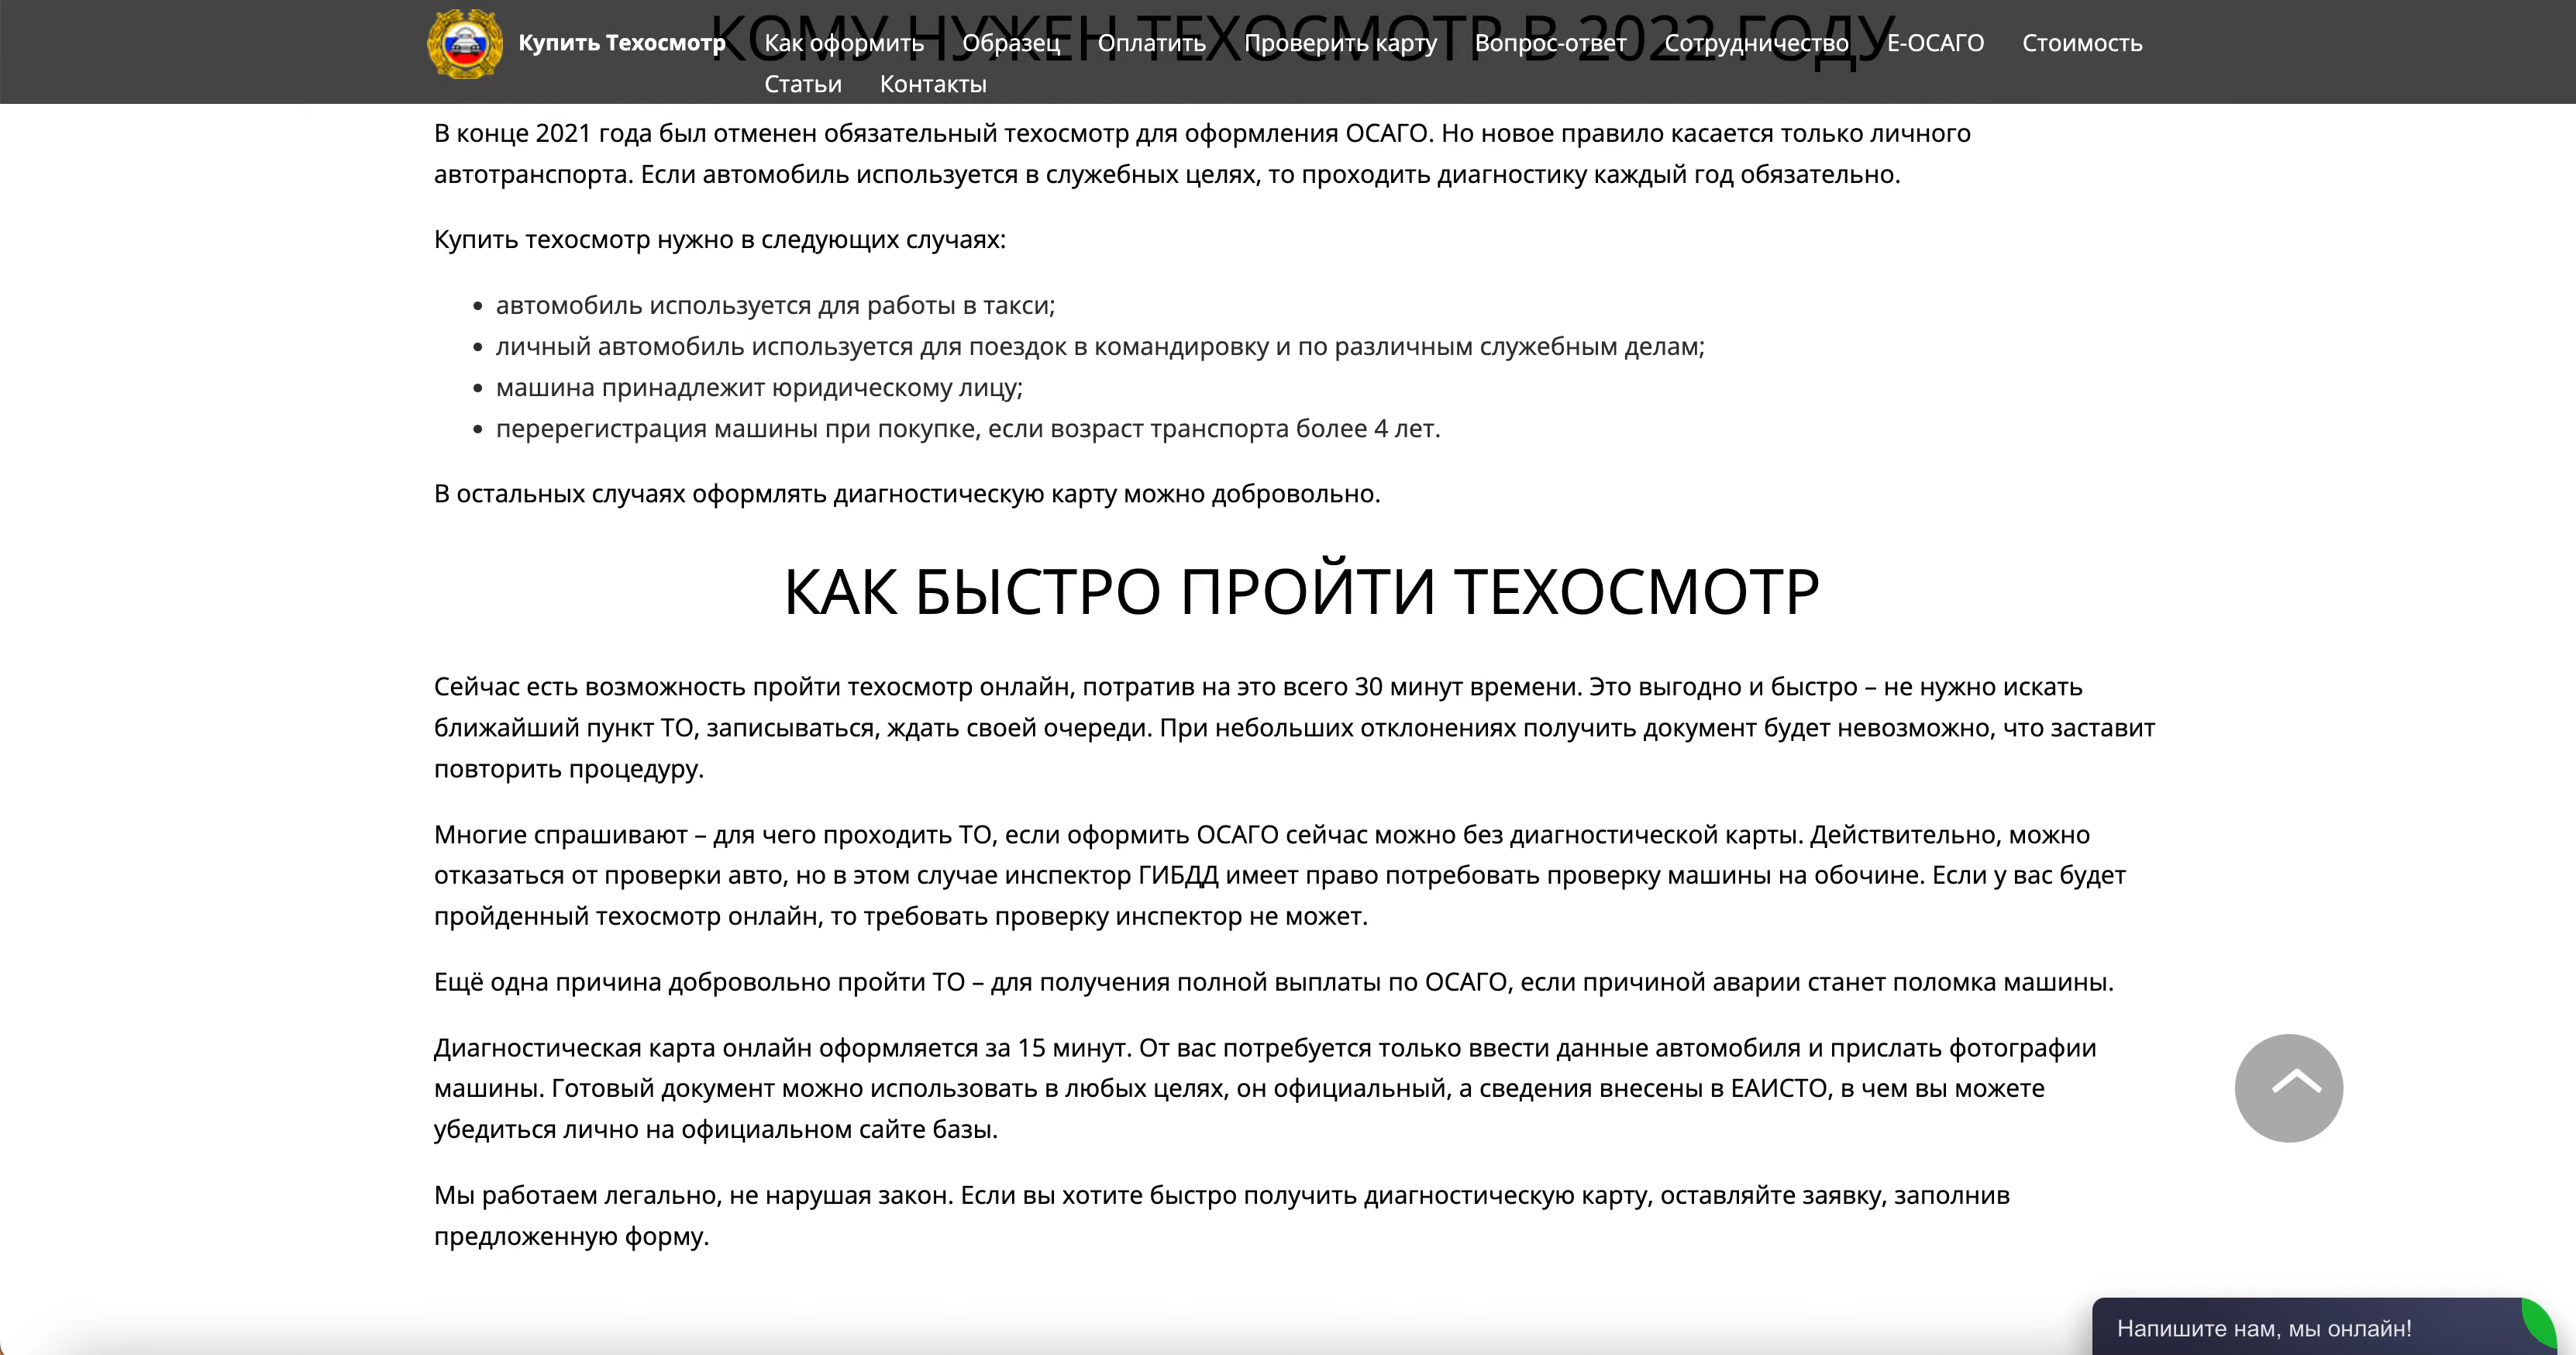 КОМУ НУЖЕН ТЕХОСМОТР В 2022 ГОДУ
Купить Техосмотр Как оформить Образец Оплатить Проверить карту Вопрос-ответ Сотрудничество Е-ОСАГО Стоимость
Статьи Контакты
В конце 2021 года был отменен обязательный техосмотр для оформления ОСАГО. Но новое правило касается только личного
автотранспорта. Если автомобиль используется в служебных целях, то проходить диагностику каждый год обязательно.
Купить техосмотр нужно в следующих случаях:
• автомобиль используется для работы в такси;
• личный автомобиль используется для поездок в командировку и по различным служебным делам;
• машина принадлежит юридическому лицу;
• перерегистрация машины при покупке, если возраст транспорта более 4 лет.
В остальных случаях оформлять диагностическую карту можно добровольно.
КАК БЫСТРО ПРОЙТИ ТЕХОСМОТР
Сейчас есть возможность пройти техосмотр онлайн, потратив на это всего 30 минут времени. Это выгодно и быстро – не нужно искать
ближайший пункт ТО, записываться, ждать своей очереди. При небольших отклонениях получить документ будет невозможно, что заставит
повторить процедуру.
Многие спрашивают – для чего проходить ТО, если оформить ОСАГО сейчас можно без диагностической карты. Действительно, можно
отказаться от проверки авто, но в этом случае инспектор ГИБДД имеет право потребовать проверку машины на обочине. Если у вас будет
пройденный техосмотр онлайн, то требовать проверку инспектор не может.
Ещё одна причина добровольно пройти ТО – для получения полной выплаты по ОСАГО, если причиной аварии станет поломка машины.
Диагностическая карта онлайн оформляется за 15 минут. От вас потребуется только ввести данные автомобиля и прислать фотографии
машины. Готовый документ можно использовать в любых целях, он официальный, а сведения внесены в ЕАИСТО, в чем вы можете
убедиться лично на официальном сайте базы.
Мы работаем легально, не нарушая закон. Если вы хотите быстро получить диагностическую карту, оставляйте заявку, заполнив
предложенную форму.
Напишите нам, мы онлайн!